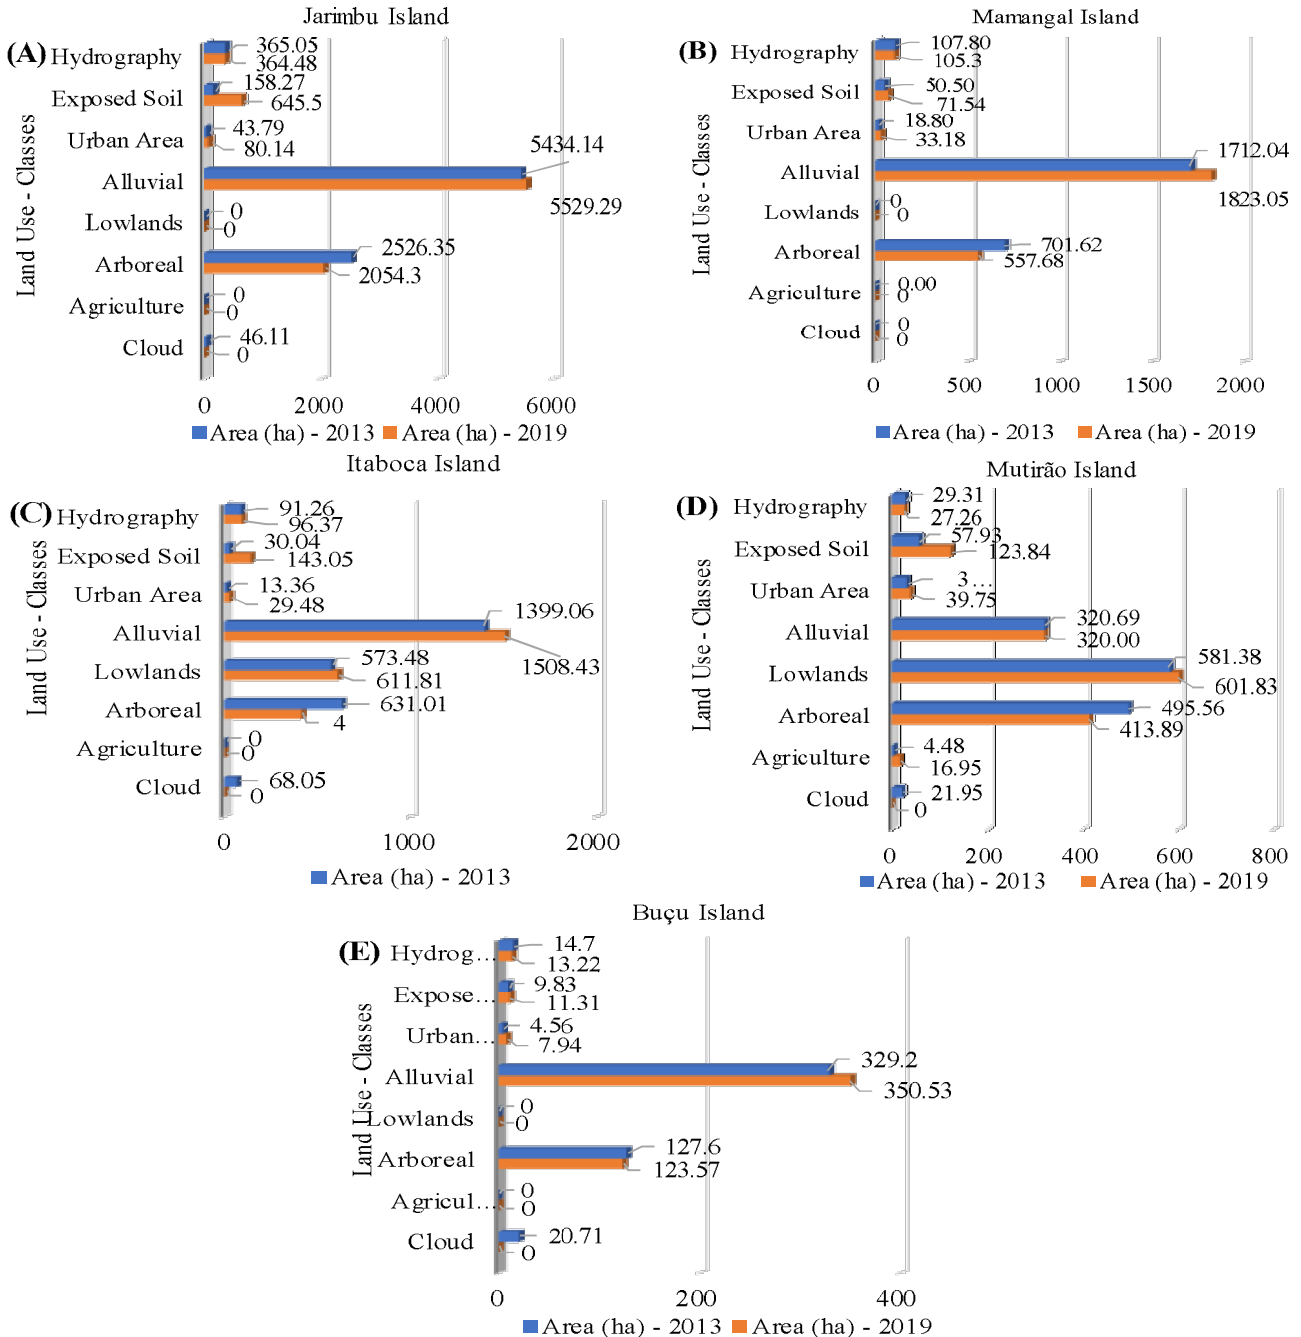 Jarimbu Island
(A)
Land Use - Classes
Hydrography 365.05
364.48
Exposed Soil 158.27
645.5
Urban Area 43.79
80.14
Alluvial 5434.14
5529.29
Lowlands 0
0
Arboreal 2526.35
2054.3
Agriculture 0
0
Cloud 46.11
0
0 2000 4000 6000
Area (ha) - 2013 Area (ha) - 2019
Mamangal Island
(B)
Land Use - Classes
Hydrography 107.80
105.3
Exposed Soil 50.50
71.54
Urban Area 18.80
33.18
Alluvial 1712.04
1823.05
Lowlands 0
0
Arboreal 701.62
557.68
Agriculture 0.00
0
Cloud 0
0
0 500 1000 1500 2000
Area (ha) - 2013 Area (ha) - 2019
Itaboca Island
(C)
Land Use - Classes
Hydrography 91.26
96.37
Exposed Soil 30.04
143.05
Urban Area 13.36
29.48
Alluvial 1399.06
1508.43
Lowlands 573.48
611.81
Arboreal 631.01
4
Agriculture 0
0
Cloud 68.05
0
0 1000 2000
Area (ha) - 2013
Mutirão Island
(D)
Land Use - Classes
Hydrography 29.31
27.26
Exposed Soil 57.93
123.84
Urban Area 3 ...
39.75
Alluvial 320.69
320.00
Lowlands 581.38
601.83
Arboreal 495.56
413.89
Agriculture 4.48
16.95
Cloud 21.95
0
0 200 400 600 800
Area (ha) - 2013 Area (ha) - 2019
Buçu Island
(E)
Land Use - Classes
Hydrog... 14.7
13.22
Expose... 9.83
11.31
Urban... 4.56
7.94
Alluvial 329.2
350.53
Lowlands 0
0
Arboreal 127.6
123.57
Agricul... 0
0
Cloud 20.71
0
0 200 400
Area (ha) - 2013 Area (ha) - 2019